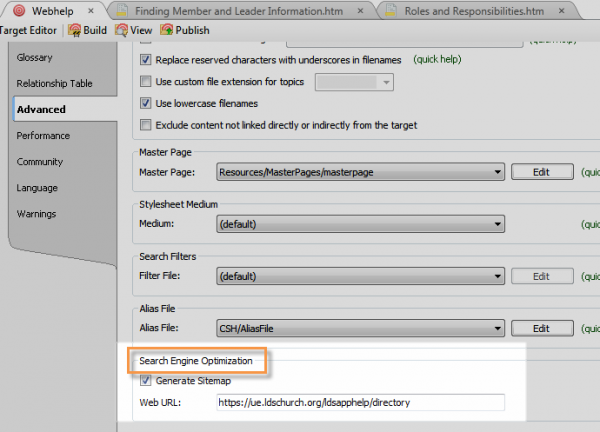 Webhelp x Finding Member and Leader Information.htm x Roles and Responsibilities.htm x
Target Editor Build View Publish
Glossary
Relationship Table
Advanced
Performance
Community
Language
Warnings
Replace reserved characters with underscores in filenames (quick help)
Use custom file extension for topics
Use lowercase filenames
Exclude content not linked directly or indirectly from the target
Master Page
Master Page: Resources/MasterPages/masterpage Edit (quic
Stylesheet Medium
Medium: (default) (quic
Search Filters
Filter File: (default) Edit (quic
Alias File
Alias File: CSH/AliasFile Edit (quic
Search Engine Optimization
Generate Sitemap
Web URL: https://ue.ldschurch.org/ldsapphelp/directory